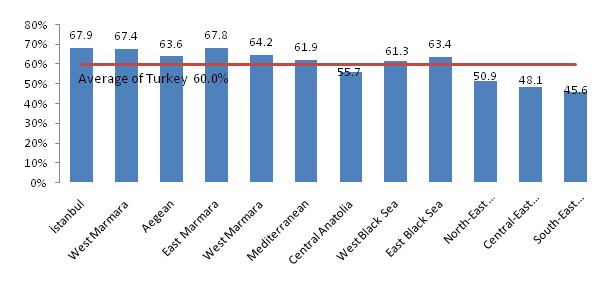 80%
70%
60%
50%
40%
30%
20%
10%
0%
67.9
67.4
63.6
67.8
64.2
61.9
55.7
61.3
63.4
50.9
48.1
45.6
Average of Turkey 60.0%
İstanbul
West Marmara
Aegean
East Marmara
West Marmara
Mediterranean
Central Anatolia
West Black Sea
East Black Sea
North-East...
Central-East...
South-East...